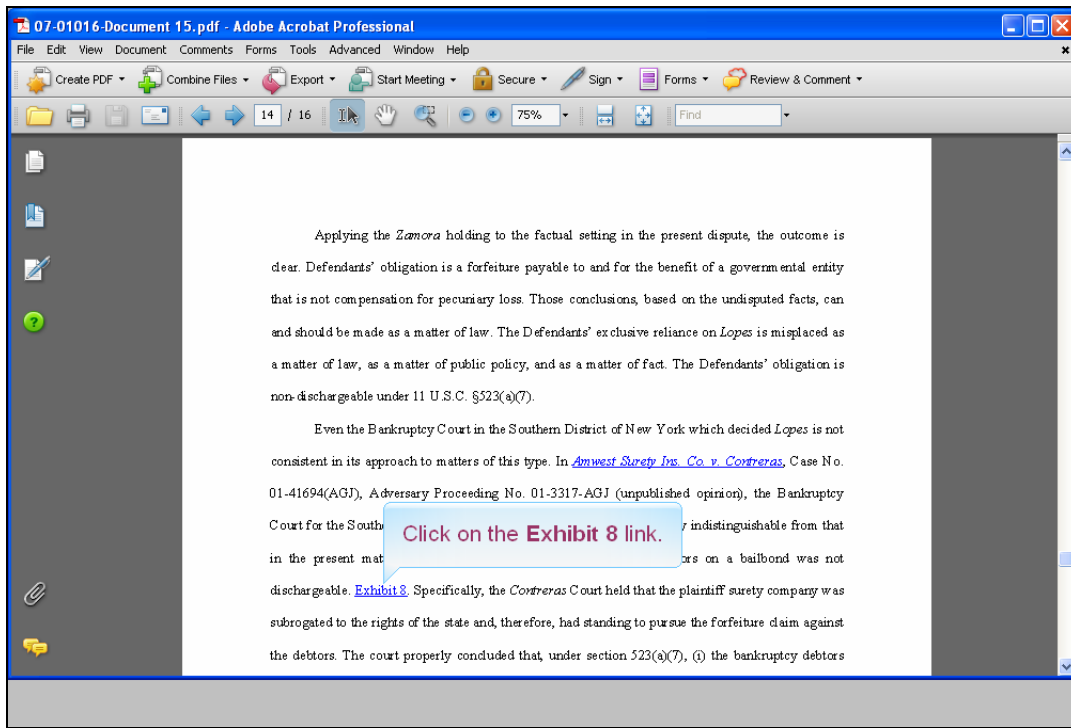 07-01016-Document 15.pdf - Adobe Acrobat Professional
File Edit View Document Comments Forms Tools Advanced Window Help
Create PDF Combine Files Export Start Meeting Secure Sign Forms Review & Comment
14 / 16 75% Find
Applying the Zamora holding to the factual setting in the present dispute, the outcome is
clear. Defendants' obligation is a forfeiture payable to and for the benefit of a governmental entity
that is not compensation for pecuniary loss. Those conclusions, based on the undisputed facts, can
and should be made as a matter of law. The Defendants' exclusive reliance on Lopes is misplaced as
a matter of law, as a matter of public policy, and as a matter of fact. The Defendants' obligation is
non-dischargeable under 11 U.S.C. §523(a)(7).
Even the Bankruptcy Court in the Southern District of New York which decided Lopes is not
consistent in its approach to matters of this type. In Amwest Surety Ins. Co. v. Contreras, Case No.
01-41694(AGJ), Adversary Proceeding No. 01-3317-AGJ (unpublished opinion), the Bankruptcy
Court for the South y indistinguishable from that
Click on the Exhibit 8 link.
in the present mat ors on a bailbond was not
dischargeable. Exhibit 8. Specifically, the Contreras Court held that the plaintiff surety company was
subrogated to the rights of the state and, therefore, had standing to pursue the forfeiture claim against
the debtors. The court properly concluded that, under section 523(a)(7), (i) the bankruptcy debtors